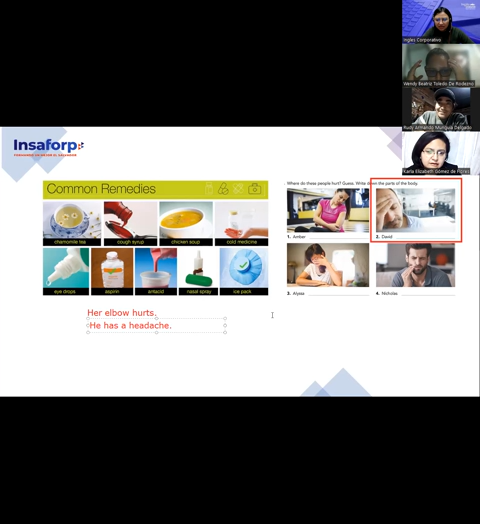 Ingles Corporativo
Wendy Beatriz Toledo De Rodezno
Rudy Armando Munguia Delgado
Karla Elizabeth Gómez de Flores
Insaforp
Common Remedies
chamomile tea
cough syrup
chicken soup
cold medicine
eye drops
aspirin
antacid
nasal spray
ice pack
Where do these people hurt? Guess. Write down the parts of the body.
1. Amber
2. David
3. Alyssa
4. Nicholas
Her elbow hurts.
He has a headache.